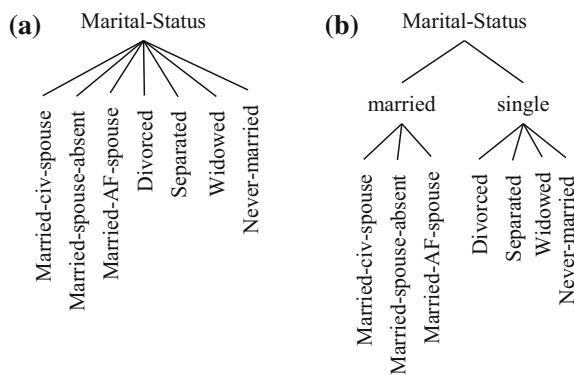 (a) Marital-Status
Married-civ-spouse
Married-spouse-absent
Married-AF-spouse
Divorced
Separated
Widowed
Never-married
(b) Marital-Status
married
single
Married-civ-spouse
Married-spouse-absent
Married-AF-spouse
Divorced
Separated
Widowed
Never-married